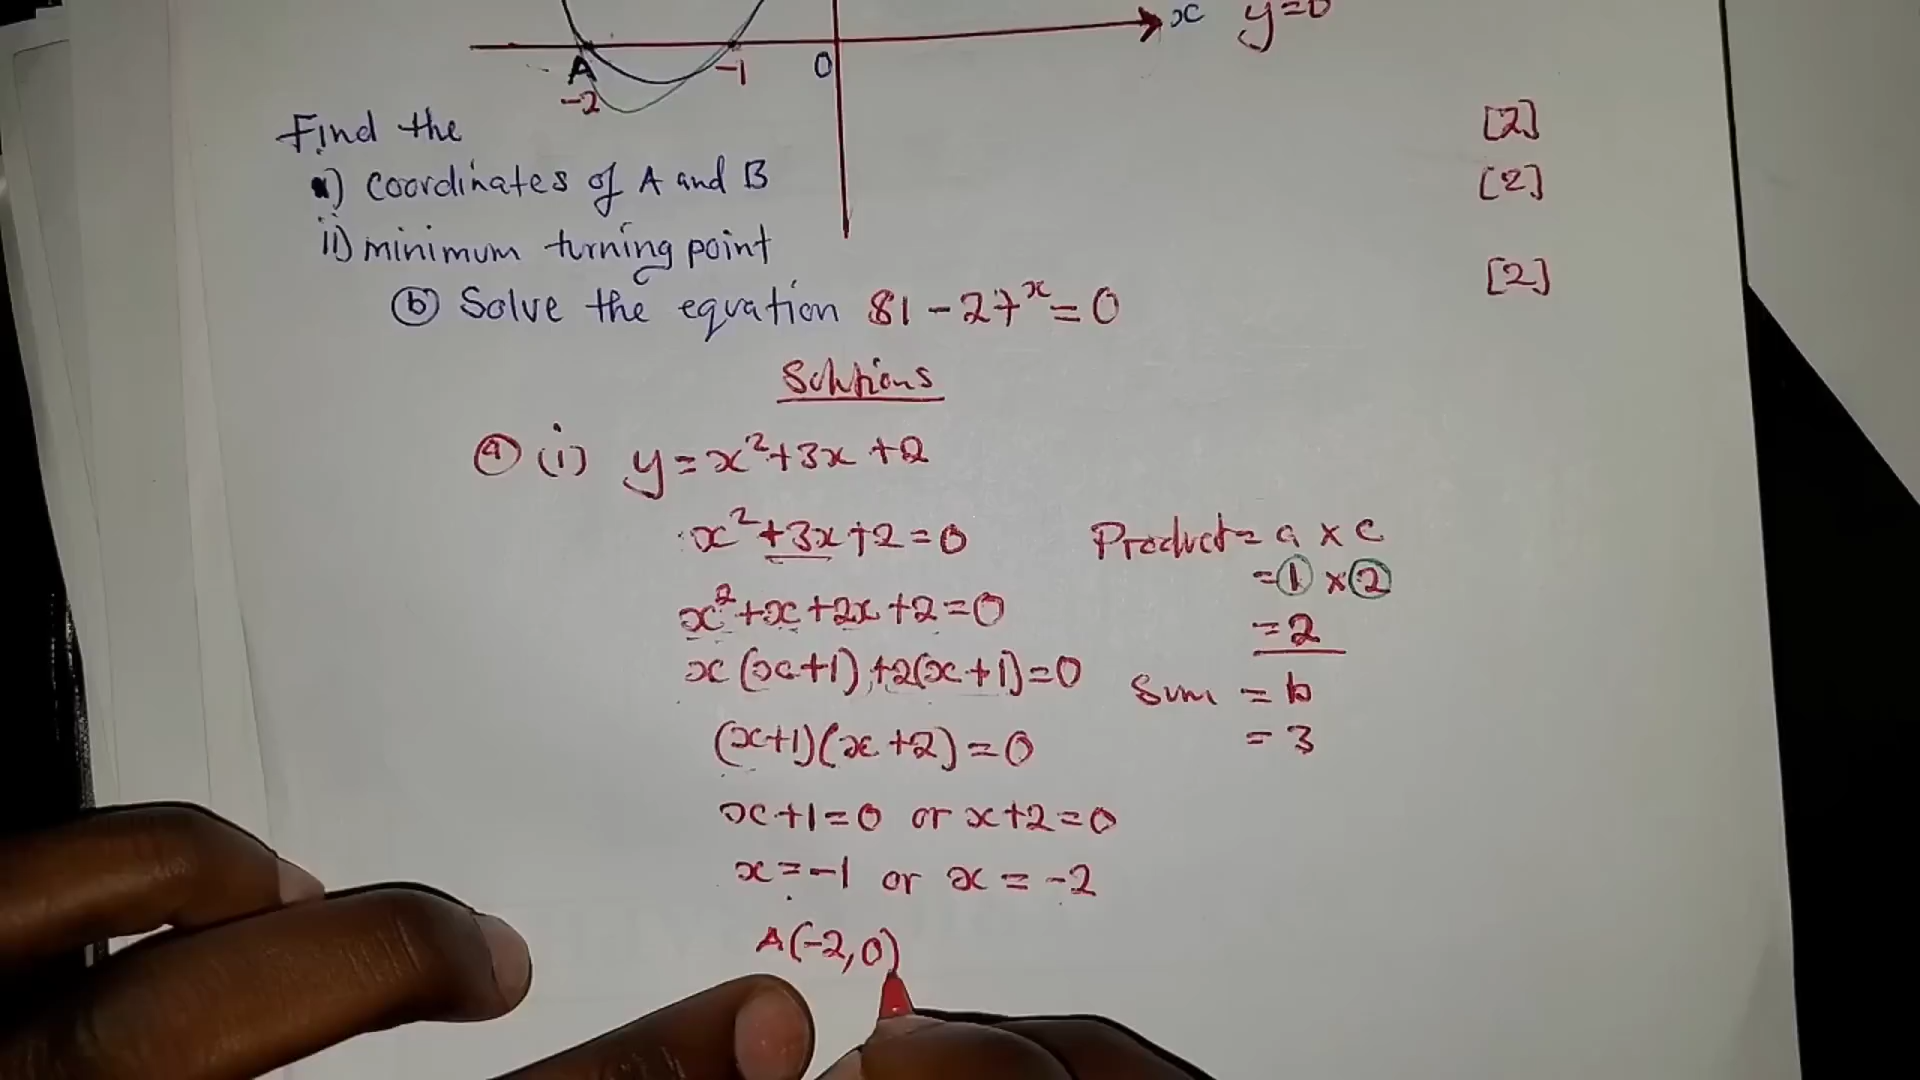 x y=0
A -1 0
-2
Find the [2]
a) coordinates of A and B [2]
ii) minimum turning point [2]
(b) Solve the equation 81 - 27ˣ = 0
Solutions
(a) (i) y = x² + 3x + 2
x² + 3x + 2 = 0
x² + x + 2x + 2 = 0
x(x+1) + 2(x+1) = 0
(x+1)(x+2) = 0
x+1=0 or x+2=0
x = -1 or x = -2
A(-2,0)
Product = a x c
= 1 x 2
= 2
Sum = b
= 3